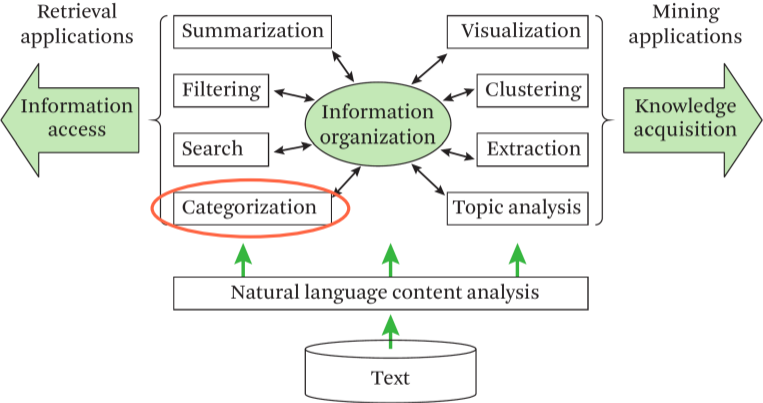 Retrieval
applications
Mining
applications
Summarization
Visualization
Filtering
Clustering
Information
access
Information
organization
Knowledge
acquisition
Search
Extraction
Categorization
Topic analysis
Natural language content analysis
Text